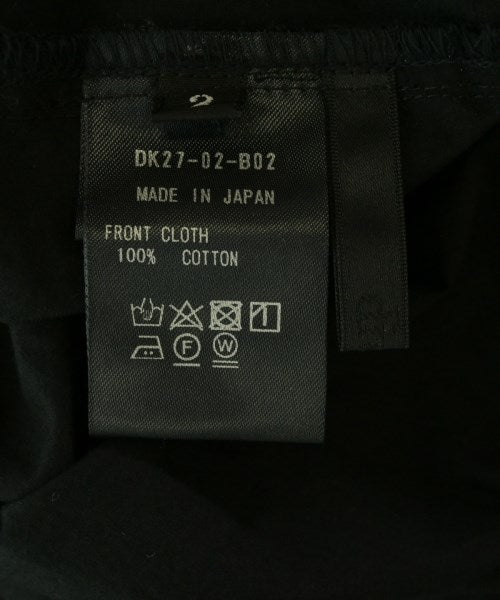 2
DK27-02-B02
MADE IN JAPAN
FRONT CLOTH
100% COTTON
F W